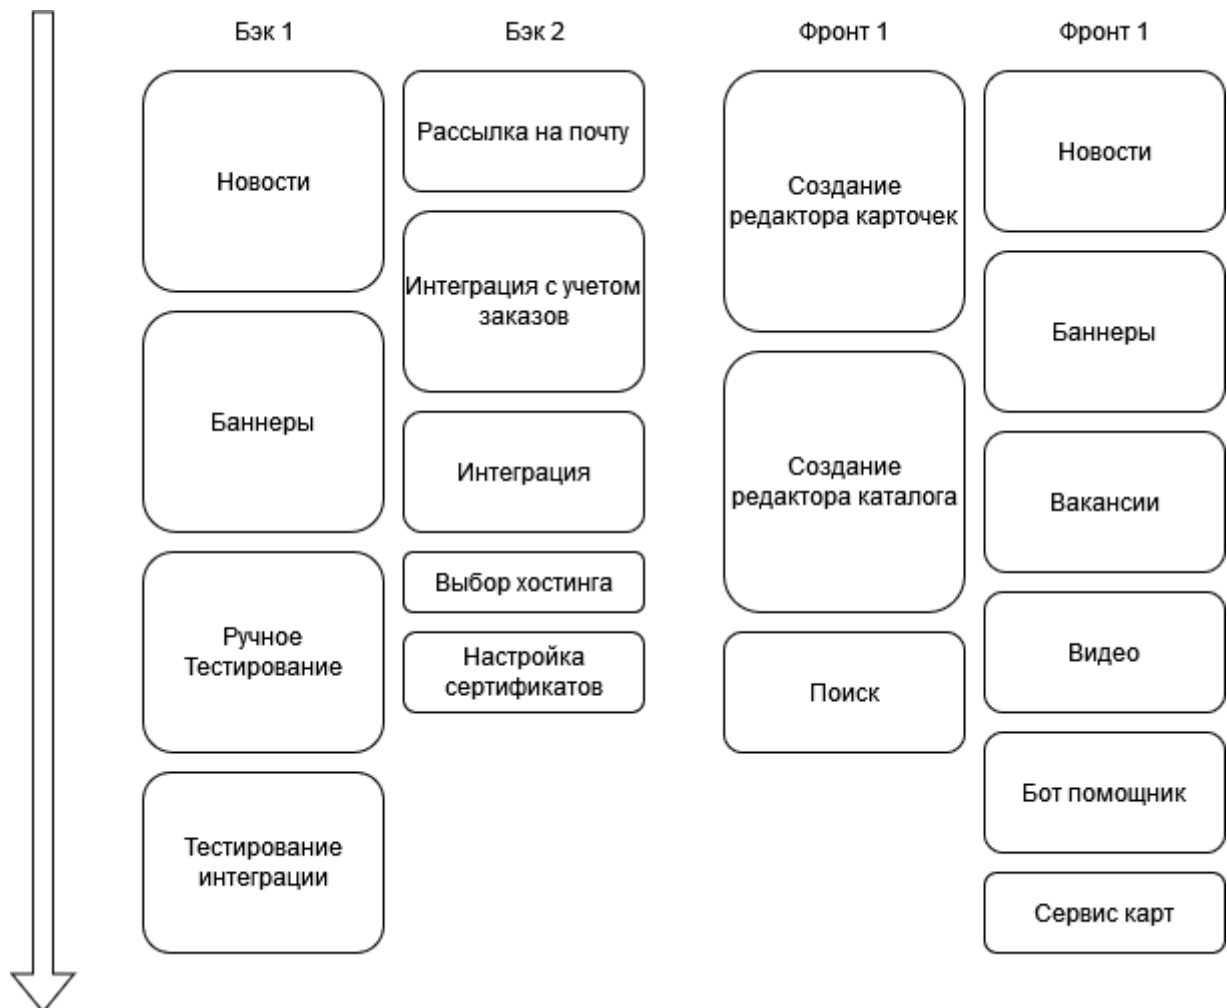 Бэк 1
Бэк 2
Фронт 1
Фронт 1
Новости
Баннеры
Ручное
Тестирование
Тестирование
интеграции
Рассылка на почту
Интеграция с учетом
заказов
Интеграция
Выбор хостинга
Настройка
сертификатов
Создание
редактора карточек
Создание
редактора каталога
Поиск
Новости
Баннеры
Вакансии
Видео
Бот помощник
Сервис карт